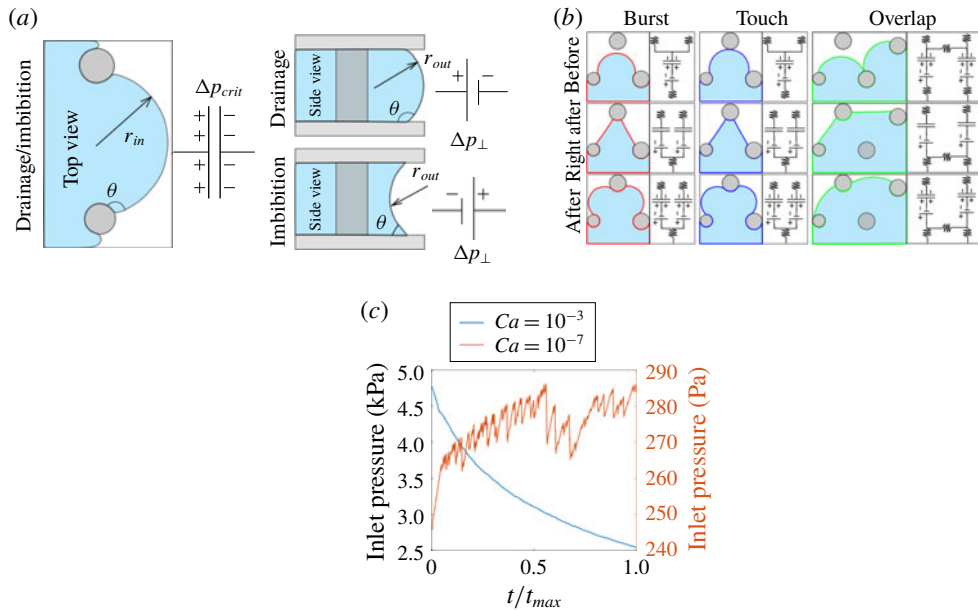 (a)
Drainage/imbibition
Top view
r_in
θ
Δp_crit
+ −
+ −
+ −
+ −
Drainage
Side view
r_out
θ
+ −
Δp⊥
Imbibition
Side view
r_out
θ
− +
Δp⊥
(b)
Burst Touch Overlap
Before
Right after
After
(c)
Ca = 10⁻³
Ca = 10⁻⁷
Inlet pressure (kPa)
5.0
4.5
4.0
3.5
3.0
2.5
Inlet pressure (Pa)
290
280
270
260
250
240
0 0.5 1.0
t/t_max